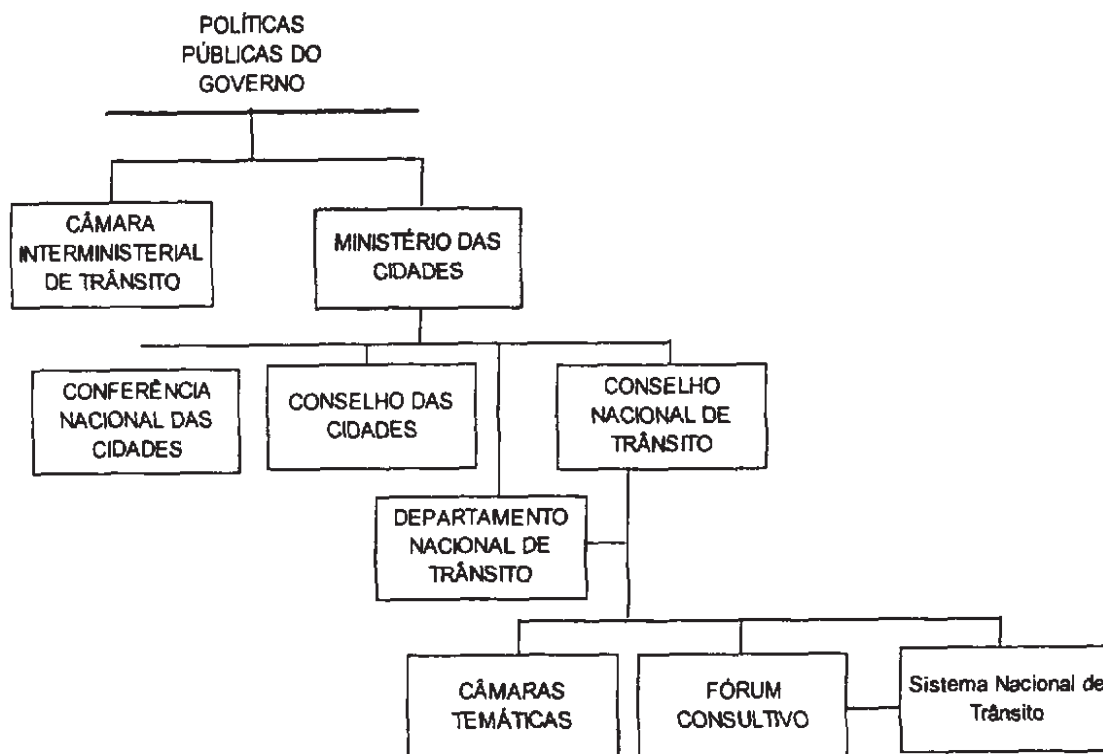 POLÍTICAS
PÚBLICAS DO
GOVERNO
CÂMARA
INTERMINISTERIAL
DE TRÂNSITO
MINISTÉRIO DAS
CIDADES
CONFERÊNCIA
NACIONAL DAS
CIDADES
CONSELHO DAS
CIDADES
CONSELHO
NACIONAL DE
TRÂNSITO
DEPARTAMENTO
NACIONAL DE
TRÂNSITO
CÂMARAS
TEMÁTICAS
FÓRUM
CONSULTIVO
Sistema Nacional de
Trânsito